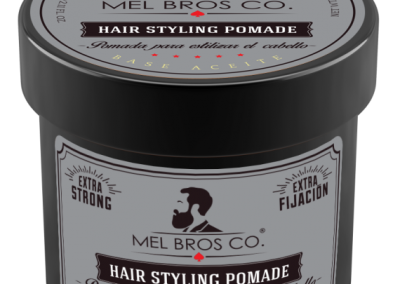 MEL BROS CO.
HAIR STYLING POMADE
Pomada para estilizar el cabello
BASE ACEITE
EXTRA
STRONG
EXTRA
FIJACIÓN
MEL BROS CO.®
HAIR STYLING POMADE